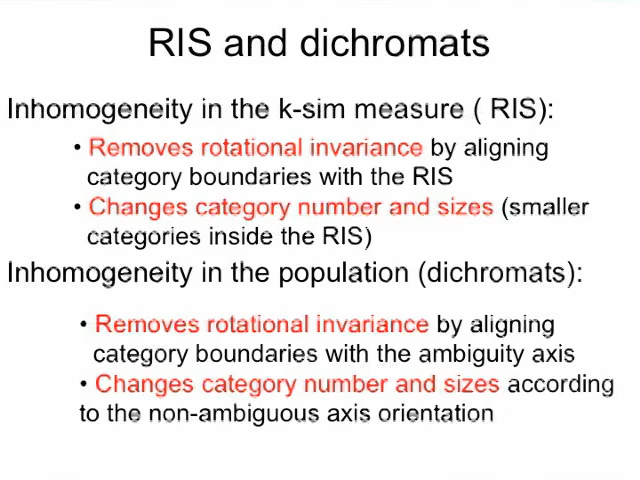 RIS and dichromats
Inhomogeneity in the k-sim measure ( RIS):
• Removes rotational invariance by aligning
category boundaries with the RIS
• Changes category number and sizes (smaller
categories inside the RIS)
Inhomogeneity in the population (dichromats):
• Removes rotational invariance by aligning
category boundaries with the ambiguity axis
• Changes category number and sizes according
to the non-ambiguous axis orientation